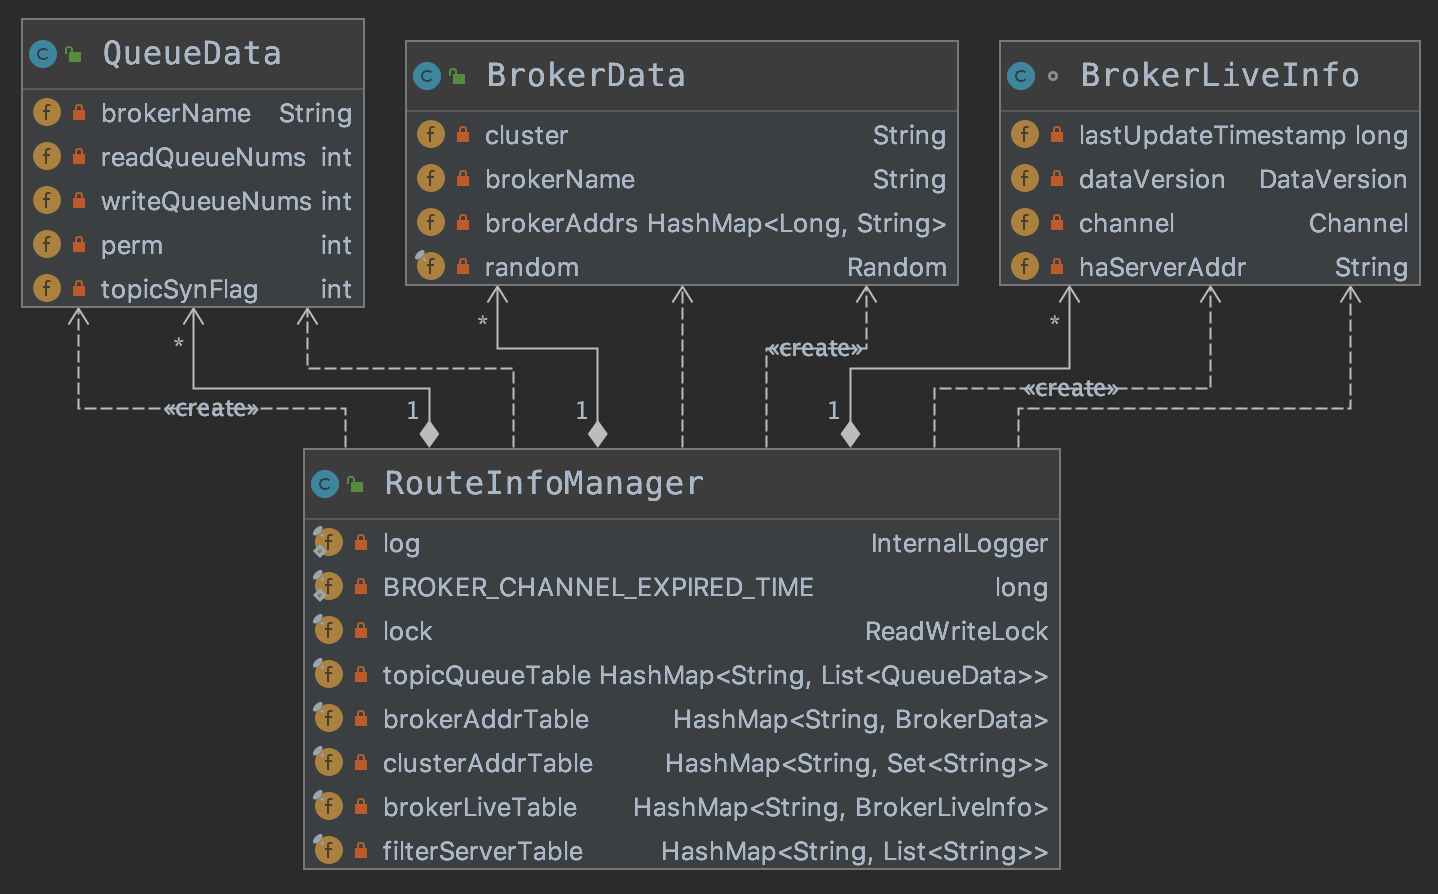 QueueData
brokerName String
readQueueNums int
writeQueueNums int
perm int
topicSynFlag int
BrokerData
cluster String
brokerName String
brokerAddrs HashMap<Long, String>
random Random
BrokerLiveInfo
lastUpdateTimestamp long
dataVersion DataVersion
channel Channel
haServerAddr String
* * *
«create»
«create»
«create»
1 1 1
RouteInfoManager
log InternalLogger
BROKER_CHANNEL_EXPIRED_TIME long
lock ReadWriteLock
topicQueueTable HashMap<String, List<QueueData>>
brokerAddrTable HashMap<String, BrokerData>
clusterAddrTable HashMap<String, Set<String>>
brokerLiveTable HashMap<String, BrokerLiveInfo>
filterServerTable HashMap<String, List<String>>